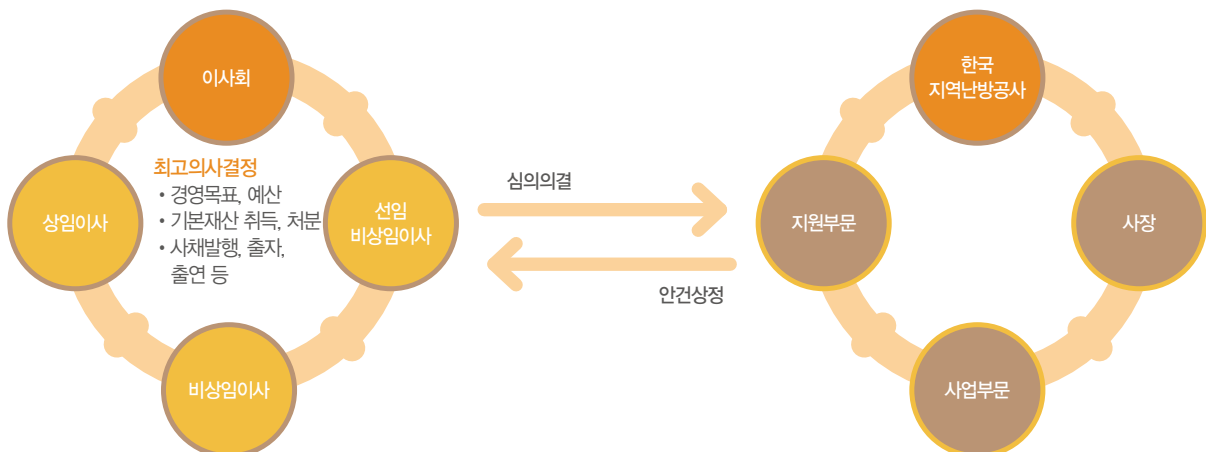 이사회
최고의사결정
• 경영목표, 예산
• 기본재산 취득, 처분
• 사채발행, 출자,
출연 등
상임이사
선임
비상임이사
비상임이사
심의의결
안건상정
한국
지역난방공사
지원부문
사장
사업부문